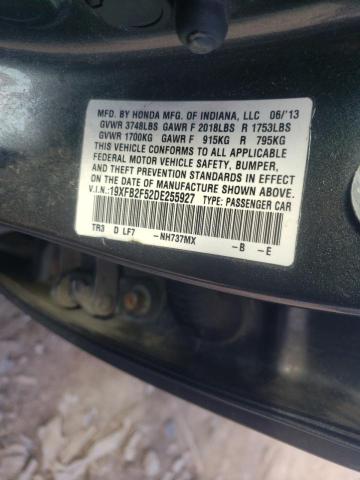 MFD. BY HONDA MFG. OF INDIANA, LLC 06/'13
GVWR 3748LBS GAWR F 2018LBS R 1753LBS
GVWR 1700KG GAWR F 915KG R 795KG
THIS VEHICLE CONFORMS TO ALL APPLICABLE
FEDERAL MOTOR VEHICLE SAFETY, BUMPER,
AND THEFT PREVENTION STANDARDS IN EFFECT
ON THE DATE OF MANUFACTURE SHOWN ABOVE.
V.I.N.:19XFB2F52DE255927 TYPE: PASSENGER CAR
TR3 D LF7 -NH737MX -B -E